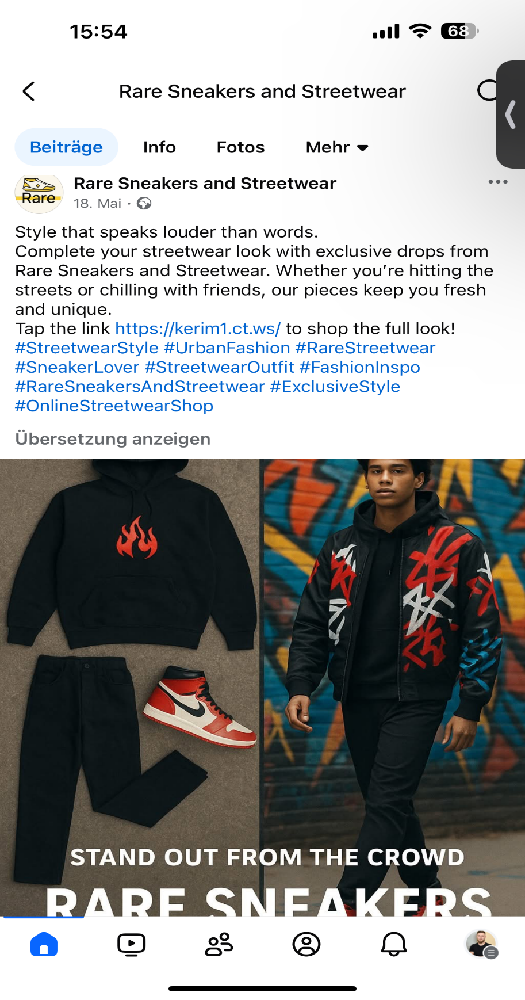 15:54
68
Rare Sneakers and Streetwear
Beiträge Info Fotos Mehr
Rare
Rare Sneakers and Streetwear
18. Mai ·
Style that speaks louder than words.
Complete your streetwear look with exclusive drops from
Rare Sneakers and Streetwear. Whether you’re hitting the
streets or chilling with friends, our pieces keep you fresh
and unique.
Tap the link https://kerim1.ct.ws/ to shop the full look!
#StreetwearStyle #UrbanFashion #RareStreetwear
#SneakerLover #StreetwearOutfit #FashionInspo
#RareSneakersAndStreetwear #ExclusiveStyle
#OnlineStreetwearShop
Übersetzung anzeigen
STAND OUT FROM THE CROWD
RARE SNEAKERS